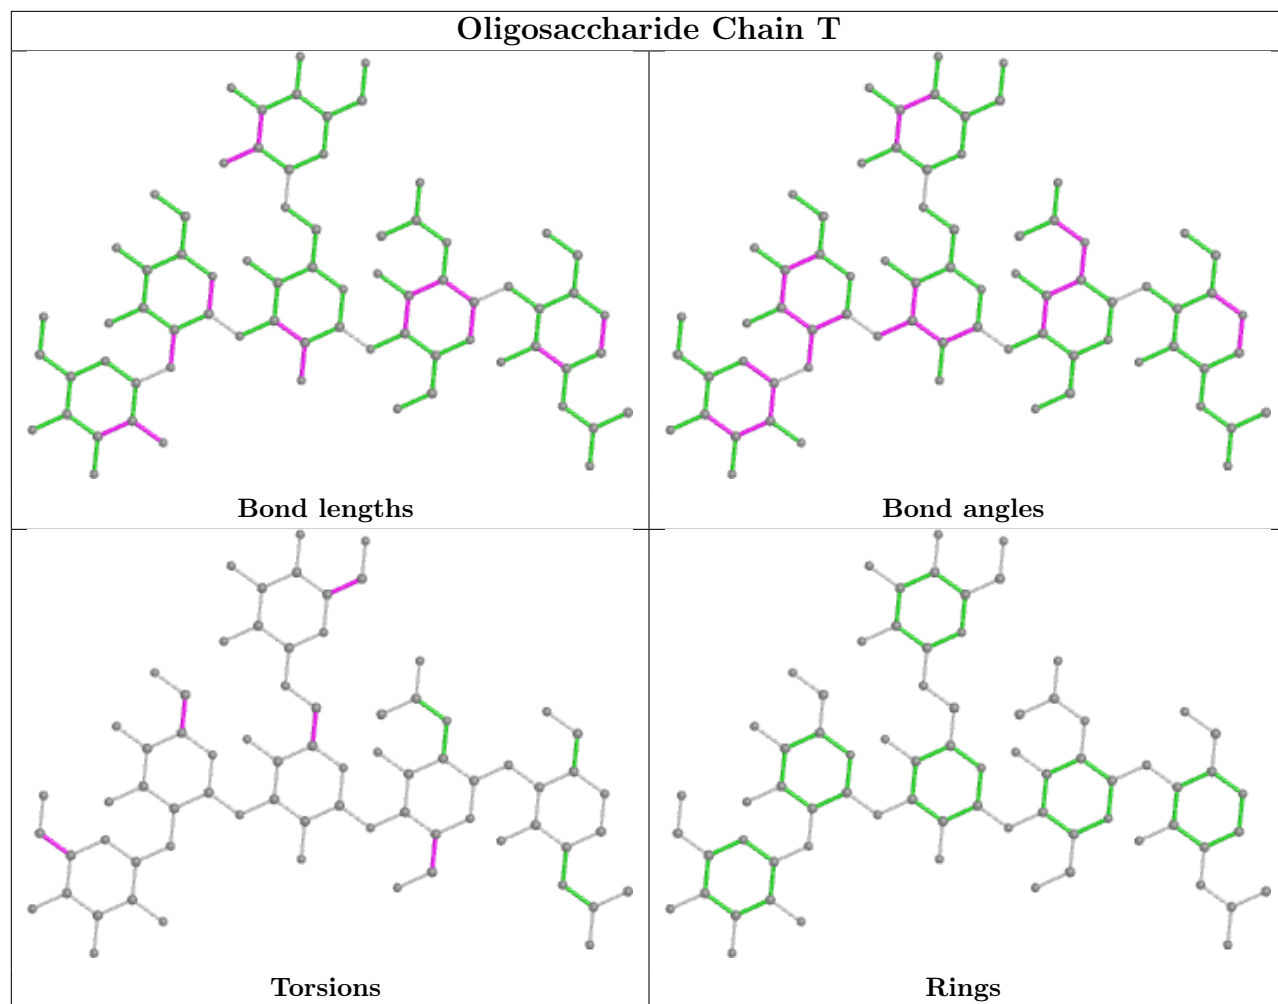 Oligosaccharide Chain T
Bond lengths
Bond angles
Torsions
Rings